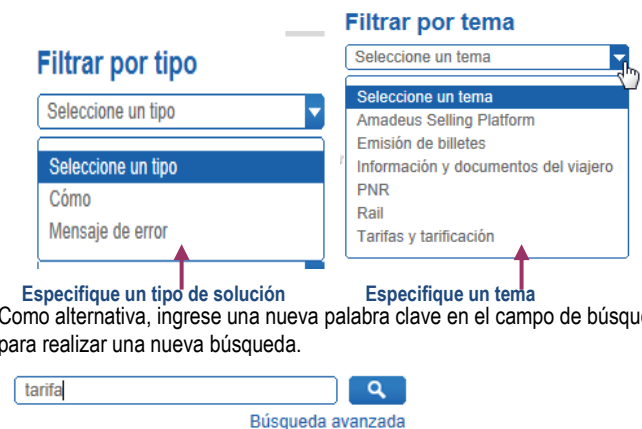 Filtrar por tipo
Seleccione un tipo
Seleccione un tipo
Cómo
Mensaje de error
Especifique un tipo de solución
Filtrar por tema
Seleccione un tema
Seleccione un tema
Amadeus Selling Platform
Emisión de billetes
Información y documentos del viajero
PNR
Rail
Tarifas y tarificación
Especifique un tema
Como alternativa, ingrese una nueva palabra clave en el campo de búsque
para realizar una nueva búsqueda.
tarifa
Búsqueda avanzada